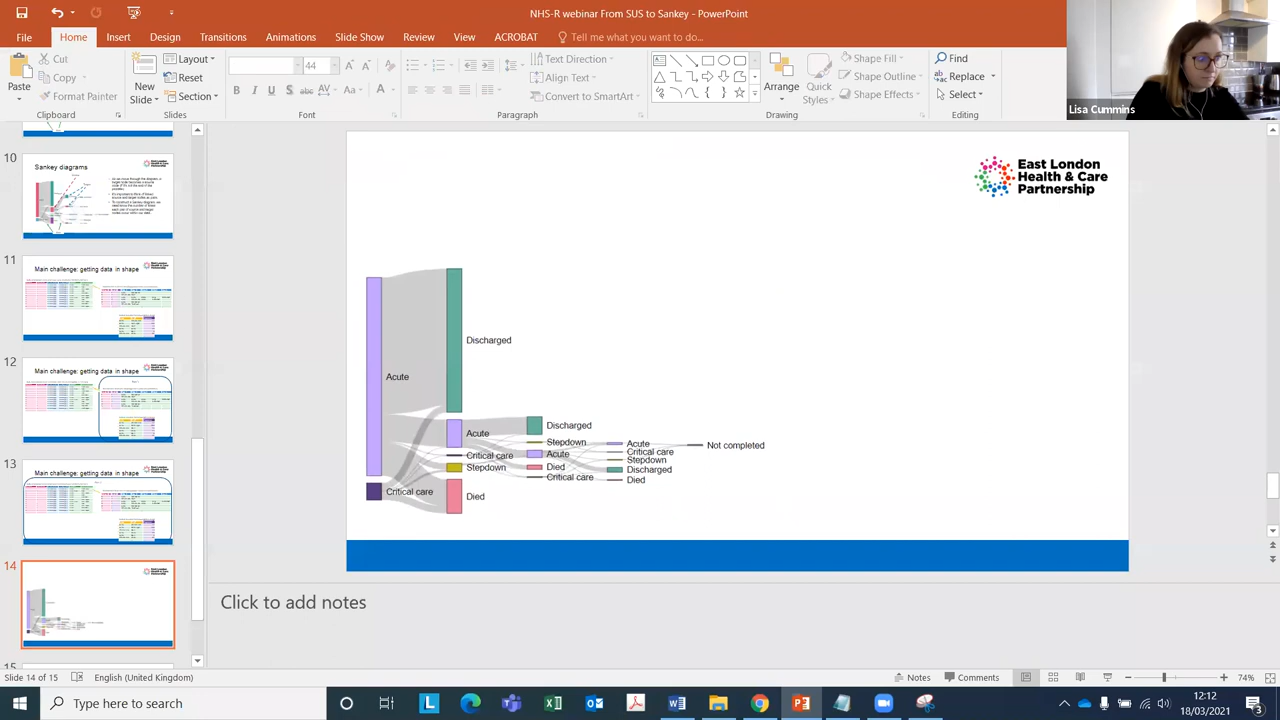 NHS-R webinar From SUS to Sankey - PowerPoint
File Home Insert Design Transitions Animations Slide Show Review View ACROBAT Tell me what you want to do...
Paste
Cut
Copy
Format Painter
Clipboard
New
Slide
Layout
Reset
Section
Slides
44
B I U S abc AV Aa A
Font
Text Direction
Align Text
Convert to SmartArt
Paragraph
Arrange
Quick
Styles
Shape Fill
Shape Outline
Shape Effects
Drawing
Find
Replace
Select
Editing
Lisa Cummins
10
Sankey diagrams
11
Main challenge: getting data in shape
12
Main challenge: getting data in shape
13
Main challenge: getting data in shape
14
15
East London
Health & Care
Partnership
Discharged
Acute
Discharged
Acute
Stepdown
Acute
Not completed
Critical care
Acute
Critical care
Stepdown
Stepdown
Died
Discharged
Critical care
Died
Critical care
Died
Click to add notes
Slide 14 of 15 English (United Kingdom) Notes Comments 74%
Type here to search
12:12
18/03/2021
3